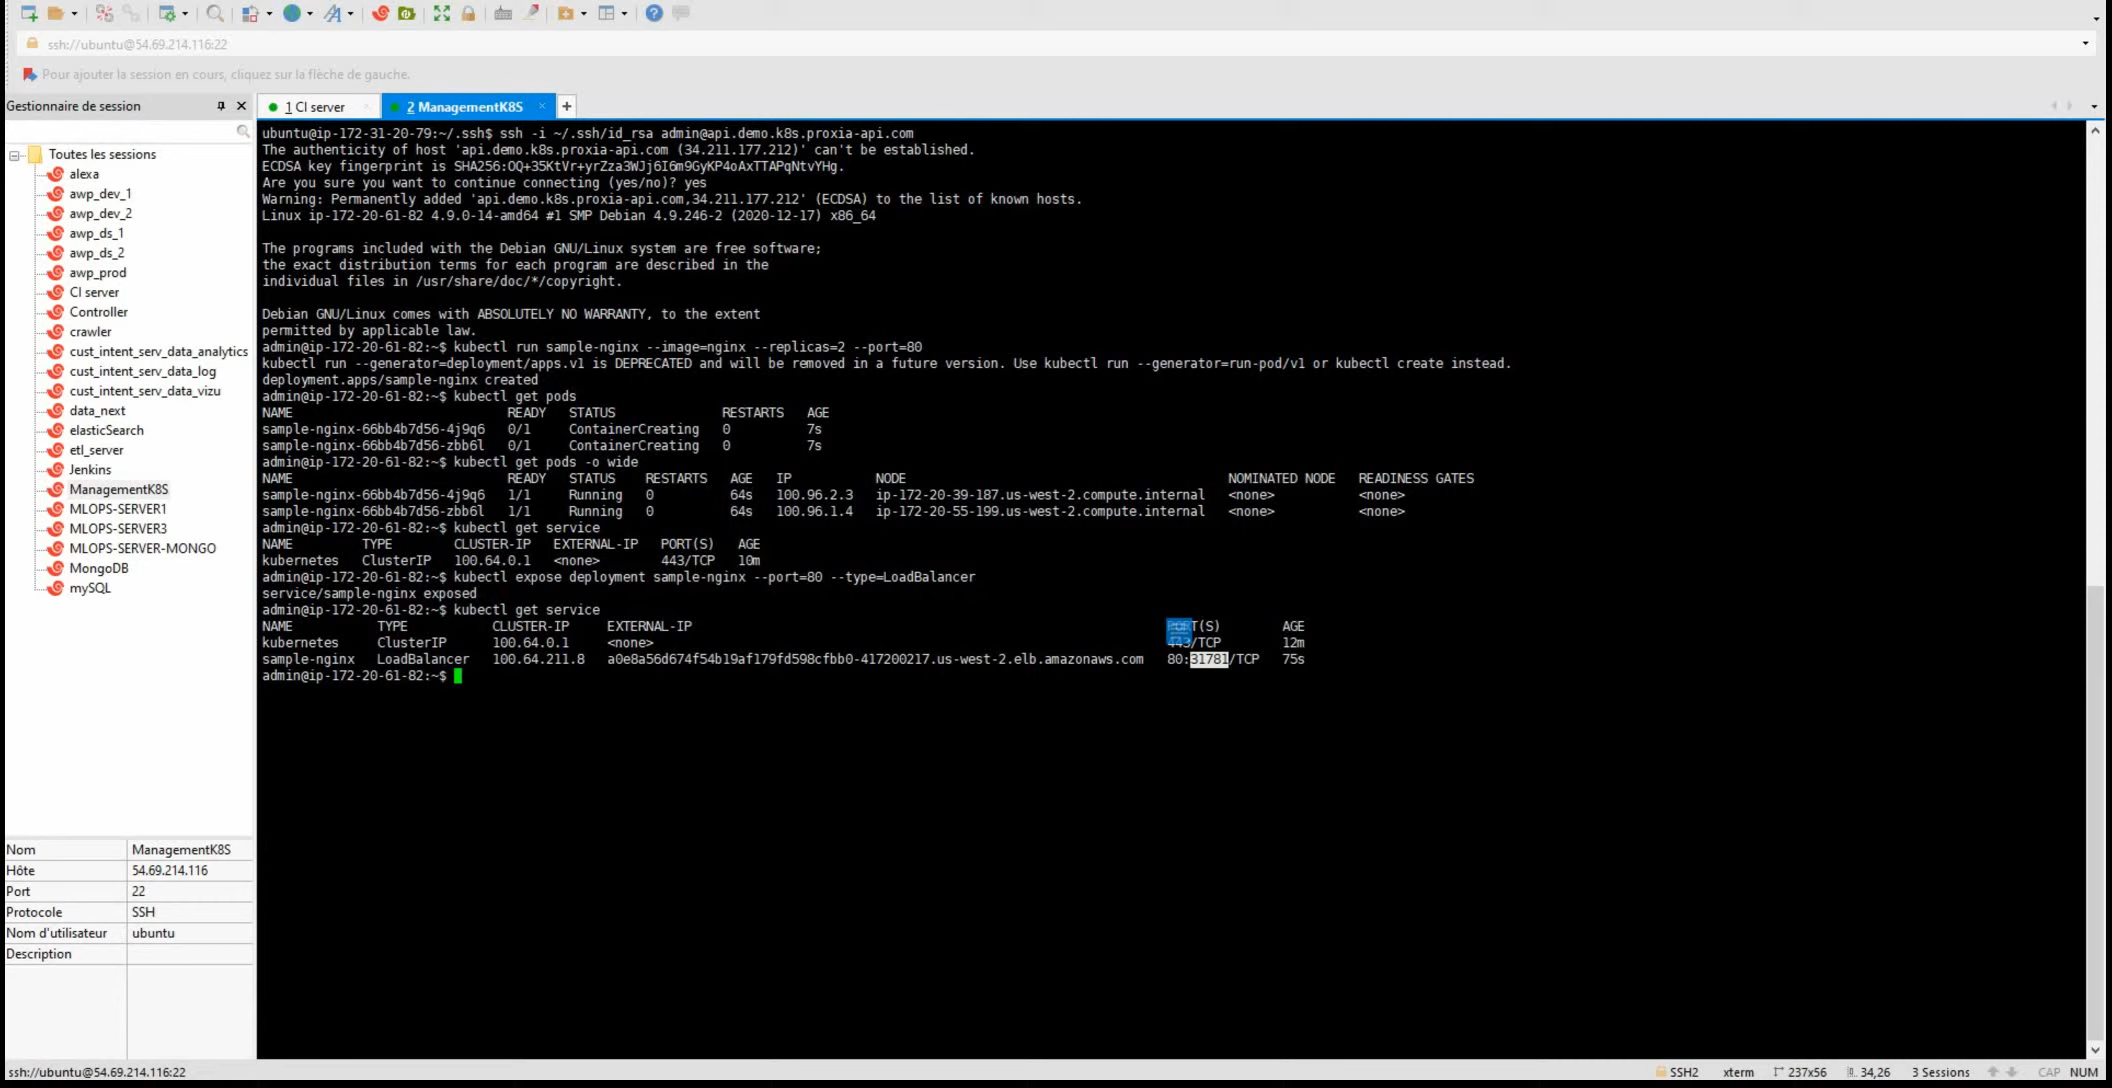 ssh://ubuntu@54.69.214.116:22
Pour ajouter la session en cours, cliquez sur la flèche de gauche.
Gestionnaire de session
1 CI server
2 ManagementK8S
Toutes les sessions
alexa
awp_dev_1
awp_dev_2
awp_ds_1
awp_ds_2
awp_prod
CI server
Controller
crawler
cust_intent_serv_data_analytics
cust_intent_serv_data_log
cust_intent_serv_data_vizu
data_next
elasticSearch
etl_server
Jenkins
ManagementK8S
MLOPS-SERVER1
MLOPS-SERVER3
MLOPS-SERVER-MONGO
MongoDB
mySQL
Nom ManagementK8S
Hôte 54.69.214.116
Port 22
Protocole SSH
Nom d'utilisateur ubuntu
Description
ubuntu@ip-172-31-20-79:~/.ssh$ ssh -i ~/.ssh/id_rsa admin@api.demo.k8s.proxia-api.com
The authenticity of host 'api.demo.k8s.proxia-api.com (34.211.177.212)' can't be established.
ECDSA key fingerprint is SHA256:OQ+35KtVr+yrZza3WJj6I6m9GyKP4oAxTTAPqNtvYHg.
Are you sure you want to continue connecting (yes/no)? yes
Warning: Permanently added 'api.demo.k8s.proxia-api.com,34.211.177.212' (ECDSA) to the list of known hosts.
Linux ip-172-20-61-82 4.9.0-14-amd64 #1 SMP Debian 4.9.246-2 (2020-12-17) x86_64
The programs included with the Debian GNU/Linux system are free software;
the exact distribution terms for each program are described in the
individual files in /usr/share/doc/*/copyright.
Debian GNU/Linux comes with ABSOLUTELY NO WARRANTY, to the extent
permitted by applicable law.
admin@ip-172-20-61-82:~$ kubectl run sample-nginx --image=nginx --replicas=2 --port=80
kubectl run --generator=deployment/apps.v1 is DEPRECATED and will be removed in a future version. Use kubectl run --generator=run-pod/v1 or kubectl create instead.
deployment.apps/sample-nginx created
admin@ip-172-20-61-82:~$ kubectl get pods
NAME READY STATUS RESTARTS AGE
sample-nginx-66bb4b7d56-4j9q6 0/1 ContainerCreating 0 7s
sample-nginx-66bb4b7d56-zbb6l 0/1 ContainerCreating 0 7s
admin@ip-172-20-61-82:~$ kubectl get pods -o wide
NAME READY STATUS RESTARTS AGE IP NODE NOMINATED NODE READINESS GATES
sample-nginx-66bb4b7d56-4j9q6 1/1 Running 0 64s 100.96.2.3 ip-172-20-39-187.us-west-2.compute.internal <none> <none>
sample-nginx-66bb4b7d56-zbb6l 1/1 Running 0 64s 100.96.1.4 ip-172-20-55-199.us-west-2.compute.internal <none> <none>
admin@ip-172-20-61-82:~$ kubectl get service
NAME TYPE CLUSTER-IP EXTERNAL-IP PORT(S) AGE
kubernetes ClusterIP 100.64.0.1 <none> 443/TCP 10m
admin@ip-172-20-61-82:~$ kubectl expose deployment sample-nginx --port=80 --type=LoadBalancer
service/sample-nginx exposed
admin@ip-172-20-61-82:~$ kubectl get service
NAME TYPE CLUSTER-IP EXTERNAL-IP PORT(S) AGE
kubernetes ClusterIP 100.64.0.1 <none> 443/TCP 12m
sample-nginx LoadBalancer 100.64.211.8 a0e8a56d674f54b19af179fd598cfbb0-417200217.us-west-2.elb.amazonaws.com 80:31781/TCP 75s
admin@ip-172-20-61-82:~$
ssh://ubuntu@54.69.214.116:22
SSH2 xterm 237x56 34,26 3 Sessions CAP NUM